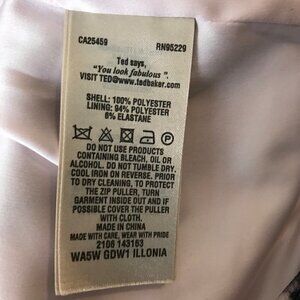 CA25459 RN95229
Ted says,
"You look fabulous".
VISIT TED@www.tedbaker.com
SHELL: 100% POLYESTER
LINING: 94% POLYESTER
6% ELASTANE
DO NOT USE PRODUCTS
CONTAINING BLEACH, OIL OR
ALCOHOL. DO NOT TUMBLE DRY.
COOL IRON ON REVERSE. PRIOR
TO DRY CLEANING, TO PROTECT
THE ZIP PULLER, TURN
GARMENT INSIDE OUT AND IF
POSSIBLE COVER THE PULLER
WITH CLOTH.
MADE IN CHINA
MADE WITH CARE, WEAR WITH PRIDE
2106 143163
WA5W GDW1 ILLONIA